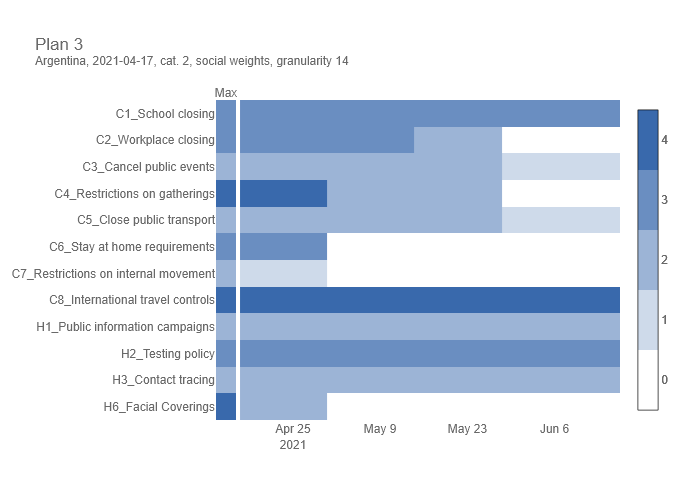 Plan 3
Argentina, 2021-04-17, cat. 2, social weights, granularity 14
Max
C1_School closing
C2_Workplace closing
C3_Cancel public events
C4_Restrictions on gatherings
C5_Close public transport
C6_Stay at home requirements
C7_Restrictions on internal movement
C8_International travel controls
H1_Public information campaigns
H2_Testing policy
H3_Contact tracing
H6_Facial Coverings
Apr 25 May 9 May 23 Jun 6
2021
4
3
2
1
0